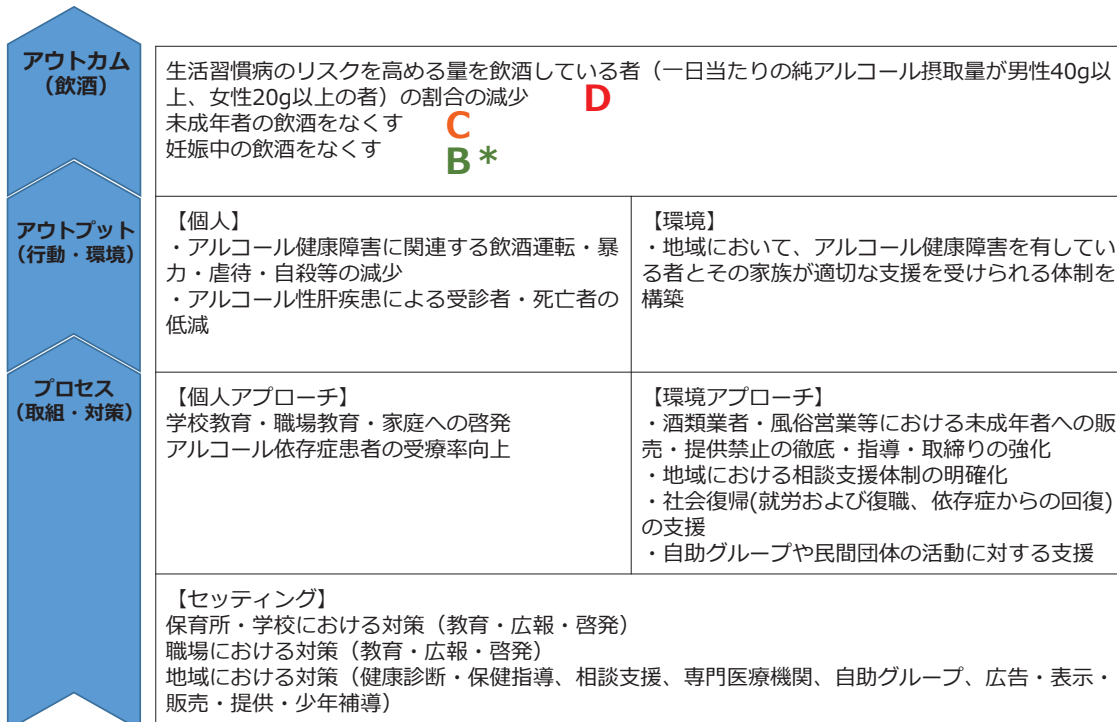 アウトカム
（飲酒）
生活習慣病のリスクを高める量を飲酒している者（一日当たりの純アルコール摂取量が男性40g以
上、女性20g以上の者）の割合の減少 D
未成年者の飲酒をなくす C
妊娠中の飲酒をなくす B*
アウトプット
（行動・環境）
【個人】
・アルコール健康障害に関連する飲酒運転・暴
力・虐待・自殺等の減少
・アルコール性肝疾患による受診者・死亡者の
低減
【環境】
・地域において、アルコール健康障害を有してい
る者とその家族が適切な支援を受けられる体制を
構築
プロセス
（取組・対策）
【個人アプローチ】
学校教育・職場教育・家庭への啓発
アルコール依存症患者の受療率向上
【環境アプローチ】
・酒類業者・風俗営業等における未成年者への販
売・提供禁止の徹底・指導・取締りの強化
・地域における相談支援体制の明確化
・社会復帰(就労および復職、依存症からの回復)
の支援
・自助グループや民間団体の活動に対する支援
【セッティング】
保育所・学校における対策（教育・広報・啓発）
職場における対策（教育・広報・啓発）
地域における対策（健康診断・保健指導、相談支援、専門医療機関、自助グループ、広告・表示・
販売・提供・少年補導）